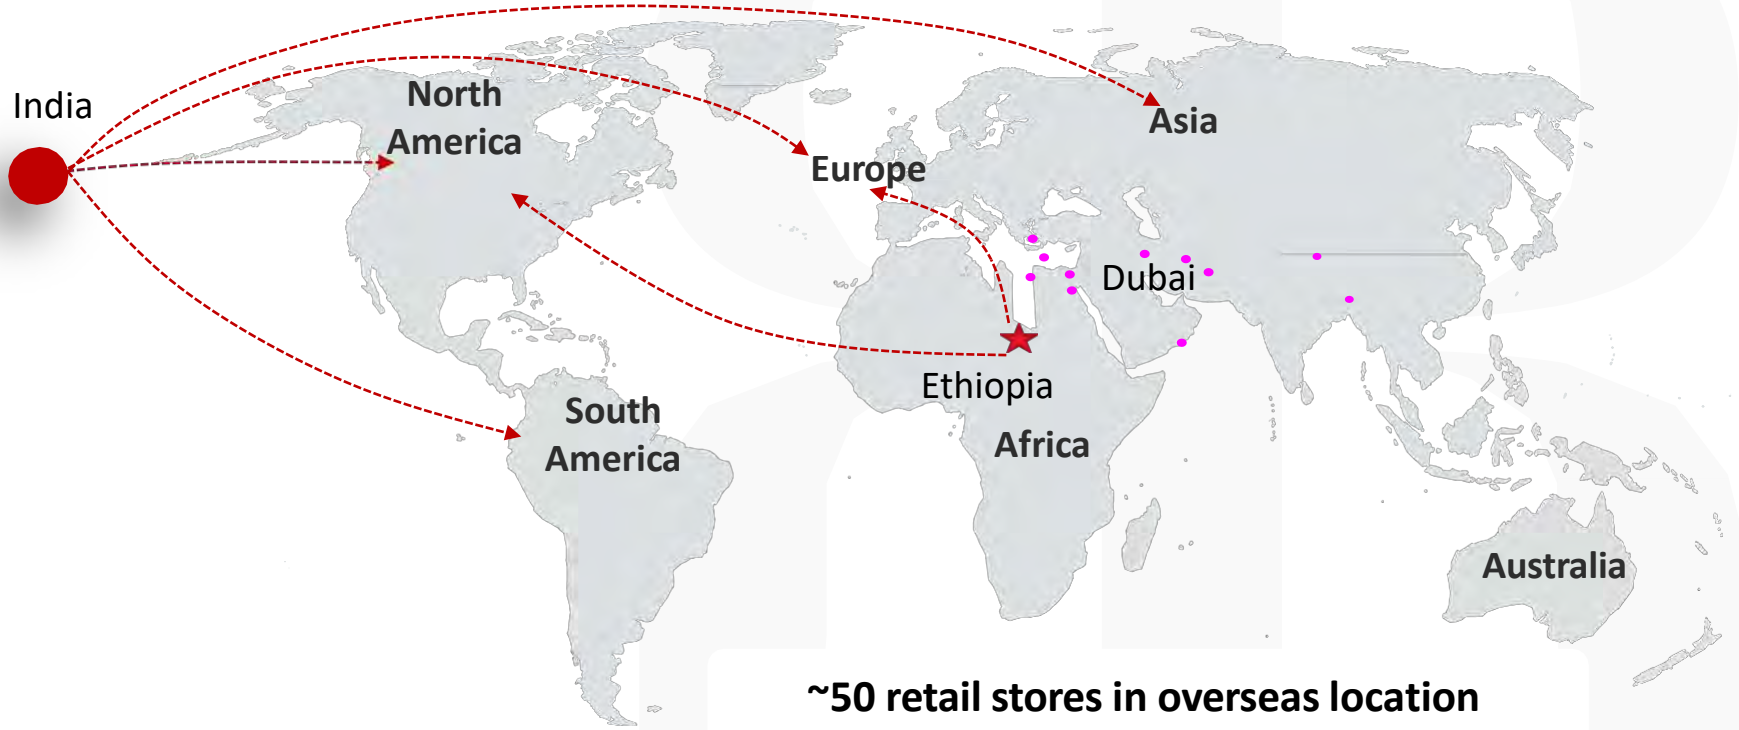 India
North
America
Asia
Europe
Dubai
Ethiopia
South
America
Africa
Australia
~50 retail stores in overseas location